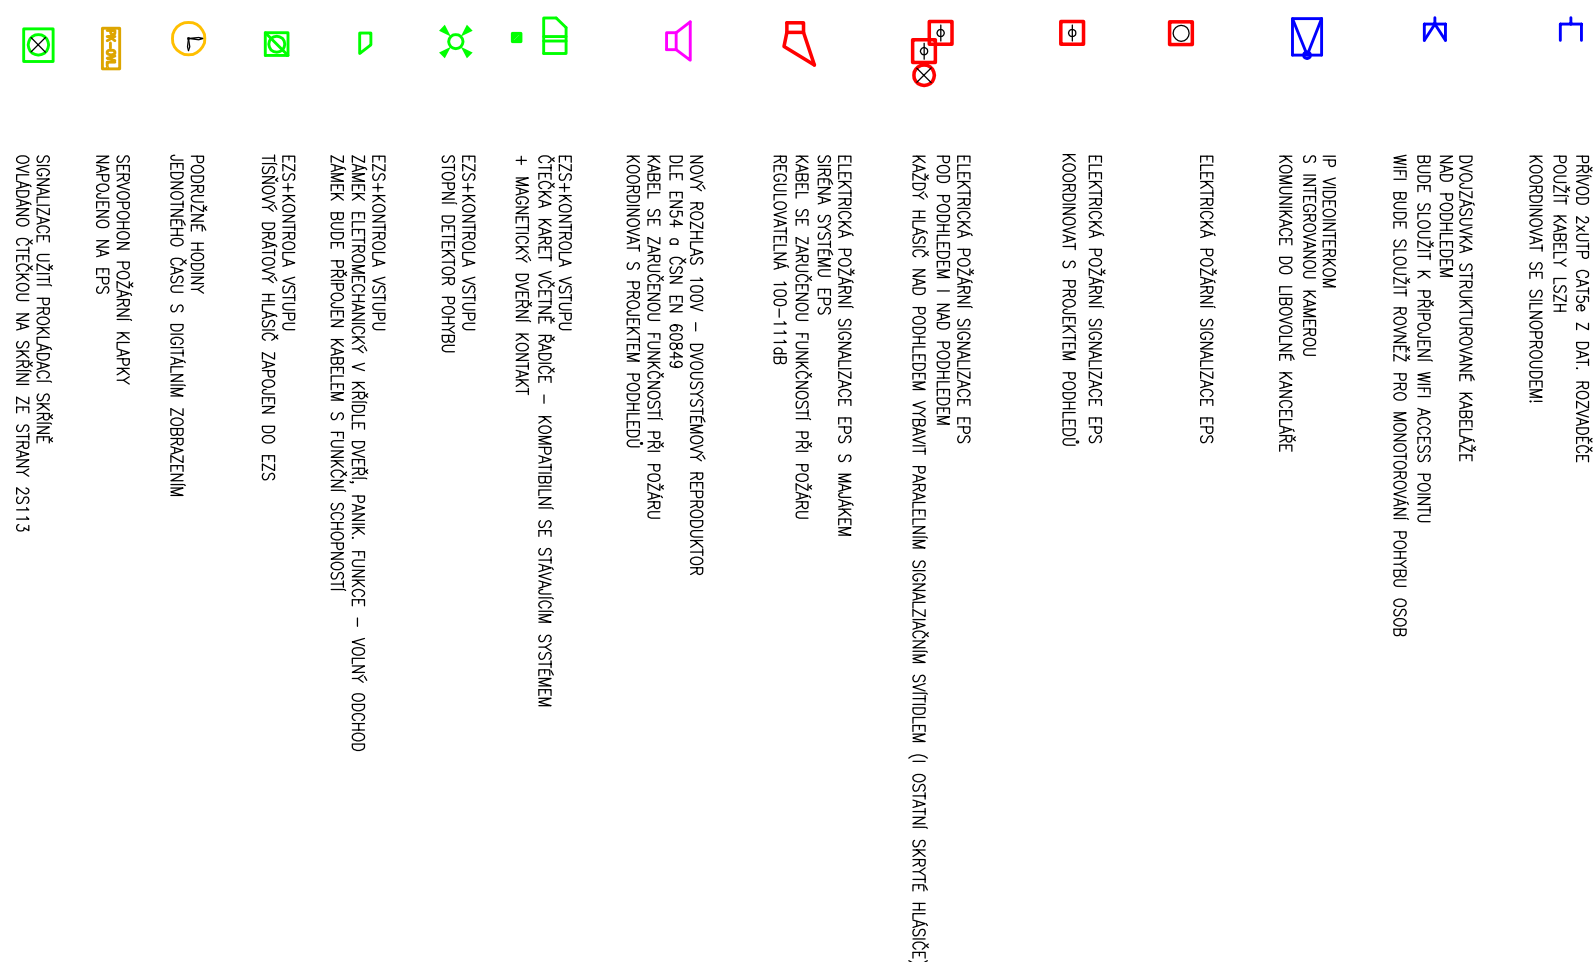 PŘÍVOD 2xUTP CAT5e Z DAT. ROZVADĚČE
POUŽÍT KABELY LSZH
KOORDINOVAT SE SILNOPROUDEM!
DVOJZÁSUVKA STRUKTUROVANÉ KABELÁŽE
NAD PODHLEDEM
BUDE SLOUŽIT K PŘIPOJENÍ WIFI ACCESS POINTU
WIFI BUDE SLOUŽIT ROVNĚŽ PRO MONOTOROVÁNÍ POHYBU OSOB
IP VIDEOINTERKOM
S INTEGROVANOU KAMEROU
KOMUNIKACE DO LIBOVOLNÉ KANCELÁŘE
ELEKTRICKÁ POŽÁRNÍ SIGNALIZACE EPS
ELEKTRICKÁ POŽÁRNÍ SIGNALIZACE EPS
KOORDINOVAT S PROJEKTEM PODHLEDŮ
ELEKTRICKÁ POŽÁRNÍ SIGNALIZACE EPS
POD PODHLEDEM I NAD PODHLEDEM
KAŽDÝ HLÁSIČ NAD PODHLEDEM VYBAVIT PARALELNÍM SIGNALZIAČNÍM SVÍTIDLEM (I OSTATNÍ SKRYTÉ HLÁSIČE)
ELEKTRICKÁ POŽÁRNÍ SIGNALIZACE EPS S MAJÁKEM
SIRÉNA SYSTÉMU EPS
KABEL SE ZARUČENOU FUNKČNOSTÍ PŘI POŽÁRU
REGULOVATELNÁ 100-111dB
NOVÝ ROZHLAS 100V - DVOUSYSTÉMOVÝ REPRODUKTOR
DLE EN54 a ČSN EN 60849
KABEL SE ZARUČENOU FUNKČNOSTÍ PŘI POŽÁRU
KOORDINOVAT S PROJEKTEM PODHLEDŮ
EZS+KONTROLA VSTUPU
ČTEČKA KARET VČETNĚ ŘADIČE - KOMPATIBILNÍ SE STÁVAJÍCÍM SYSTÉMEM
+ MAGNETICKÝ DVEŘNÍ KONTAKT
EZS+KONTROLA VSTUPU
STOPNÍ DETEKTOR POHYBU
EZS+KONTROLA VSTUPU
ZÁMEK ELETROMECHANICKÝ V KŘÍDLE DVEŘÍ, PANIK. FUNKCE - VOLNÝ ODCHOD
ZÁMEK BUDE PŘIPOJEN KABELEM S FUNKČNÍ SCHOPNOSTÍ
EZS+KONTROLA VSTUPU
TÍSŇOVÝ DRÁTOVÝ HLÁSIČ ZAPOJEN DO EZS
PODRUŽNÉ HODINY
JEDNOTNÉHO ČASU S DIGITÁLNÍM ZOBRAZENÍM
PK-OVL
SERVOPOHON POŽÁRNÍ KLAPKY
NAPOJENO NA EPS
SIGNALIZACE UŽITÍ PROKLÁDACÍ SKŘÍNĚ
OVLÁDÁNO ČTEČKOU NA SKŘÍNI ZE STRANY 2S113